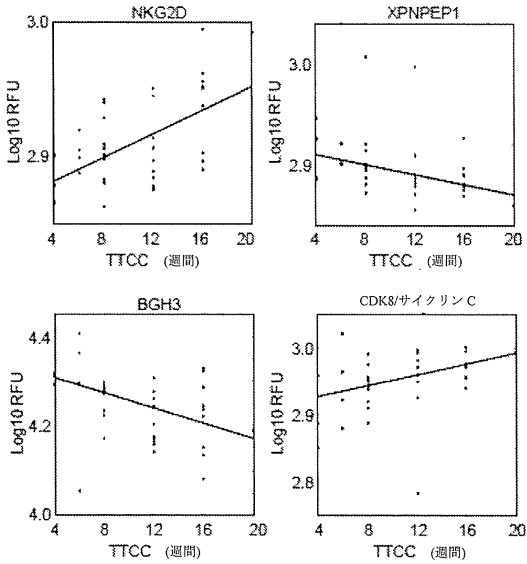 NKG2D
3.0
2.9
Log10 RFU
4 8 12 16 20
TTCC (週間)
XPNPEP1
3.0
2.9
Log10 RFU
4 8 12 16 20
TTCC (週間)
BGH3
4.4
4.2
4.0
Log10 RFU
4 8 12 16 20
TTCC (週間)
CDK8/サイクリン C
3.0
2.9
2.8
Log10 RFU
4 8 12 16 20
TTCC (週間)